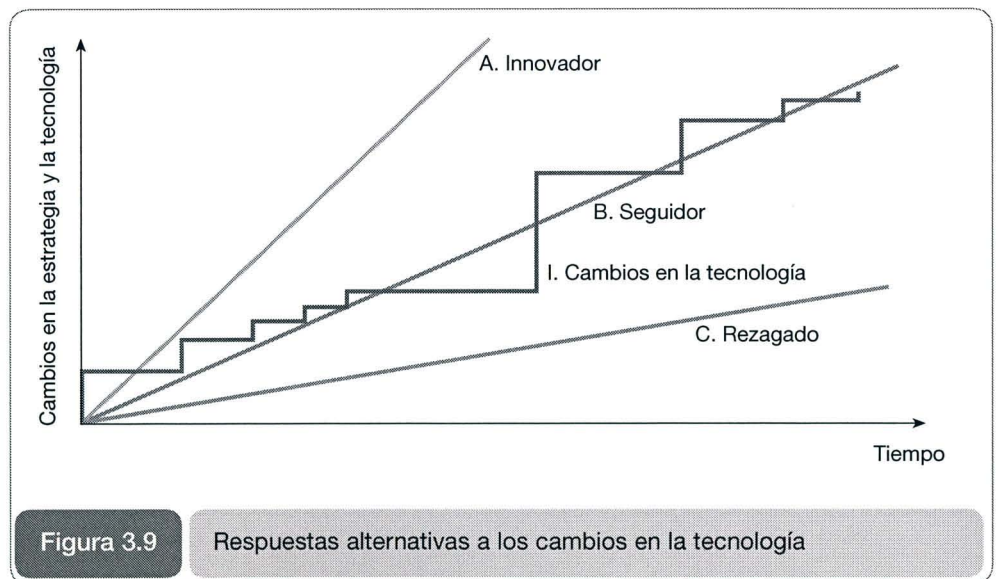 Cambios en la estrategia y la tecnología
A. Innovador
B. Seguidor
I. Cambios en la tecnología
C. Rezagado
Tiempo
Figura 3.9
Respuestas alternativas a los cambios en la tecnología